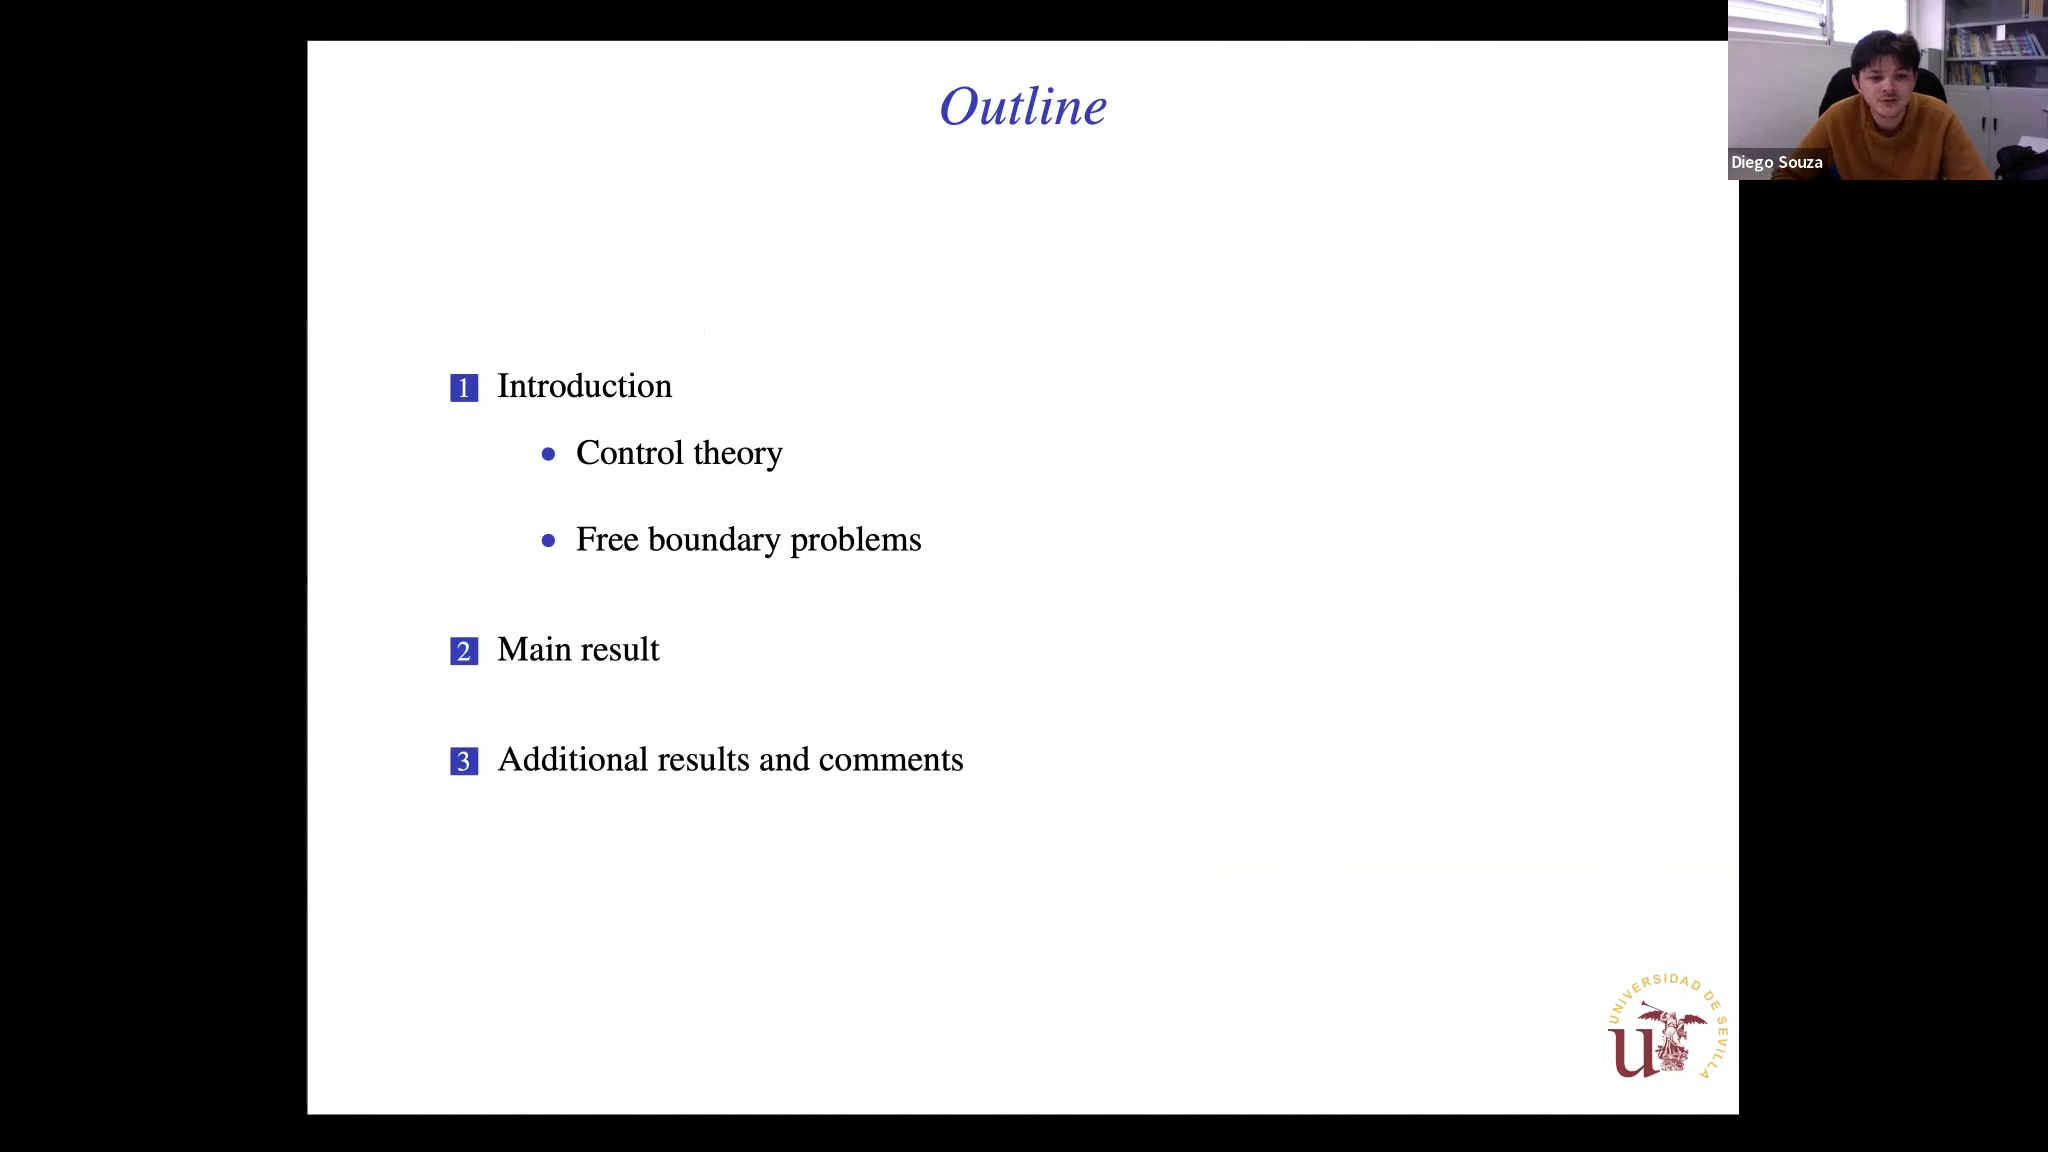 Outline
Diego Souza
1 Introduction
• Control theory
• Free boundary problems
2 Main result
3 Additional results and comments
UNIVERSIDAD DE SEVILLA
u